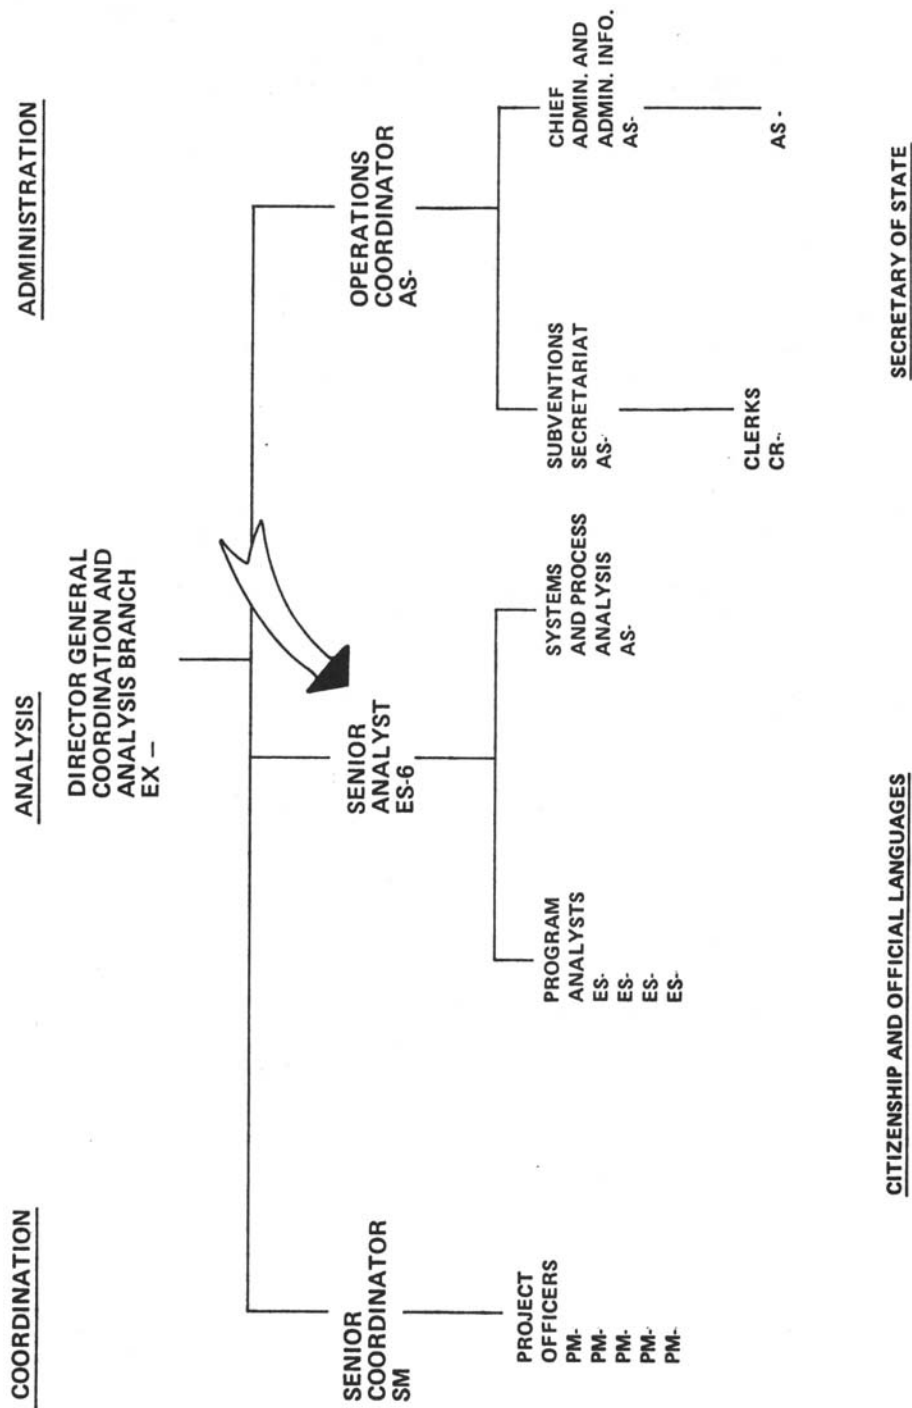 COORDINATION
ANALYSIS
ADMINISTRATION
DIRECTOR GENERAL
COORDINATION AND
ANALYSIS BRANCH
EX –
SENIOR
COORDINATOR
SM
SENIOR
ANALYST
ES-6
OPERATIONS
COORDINATOR
AS-
PROJECT
OFFICERS
PM-
PM-
PM-
PM-
PM-
PROGRAM
ANALYSTS
ES-
ES-
ES-
ES-
SYSTEMS
AND PROCESS
ANALYSIS
AS-
SUBVENTIONS
SECRETARIAT
AS-
CHIEF
ADMIN. AND
ADMIN. INFO.
AS-
CLERKS
CR-
AS -
CITIZENSHIP AND OFFICIAL LANGUAGES
SECRETARY OF STATE